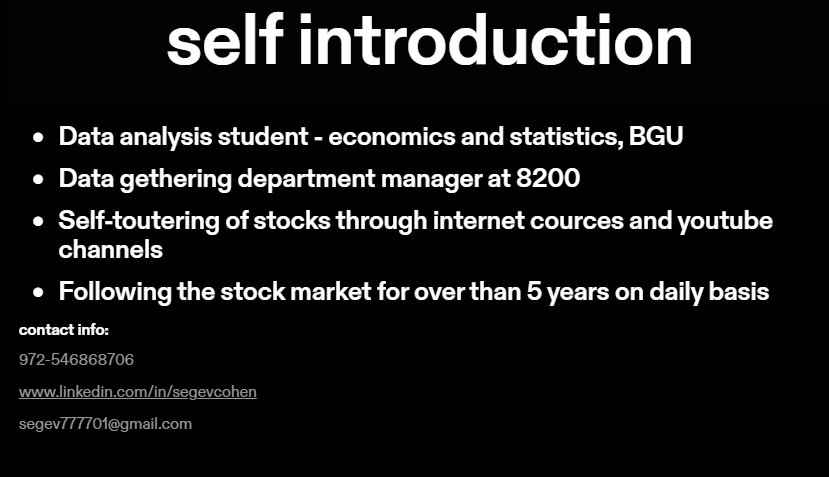 self introduction
• Data analysis student - economics and statistics, BGU
• Data gethering department manager at 8200
• Self-toutering of stocks through internet cources and youtube
channels
• Following the stock market for over than 5 years on daily basis
contact info:
972-546868706
www.linkedin.com/in/segevcohen
segev777701@gmail.com